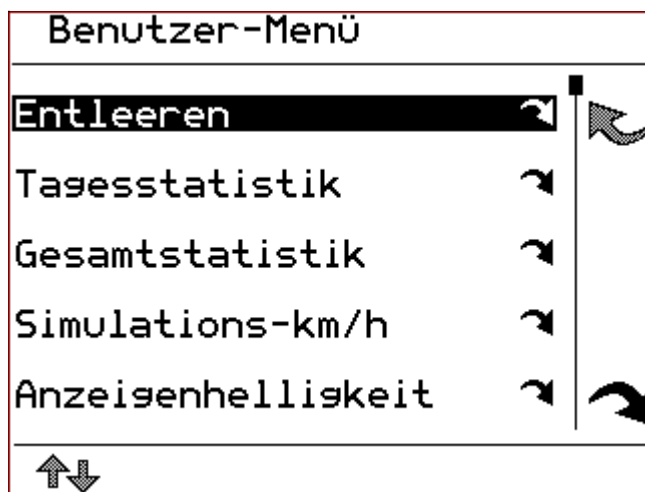 Benutzer-Menü
Entleeren
Tagesstatistik
Gesamtstatistik
Simulations-km/h
Anzeigenhelligkeit